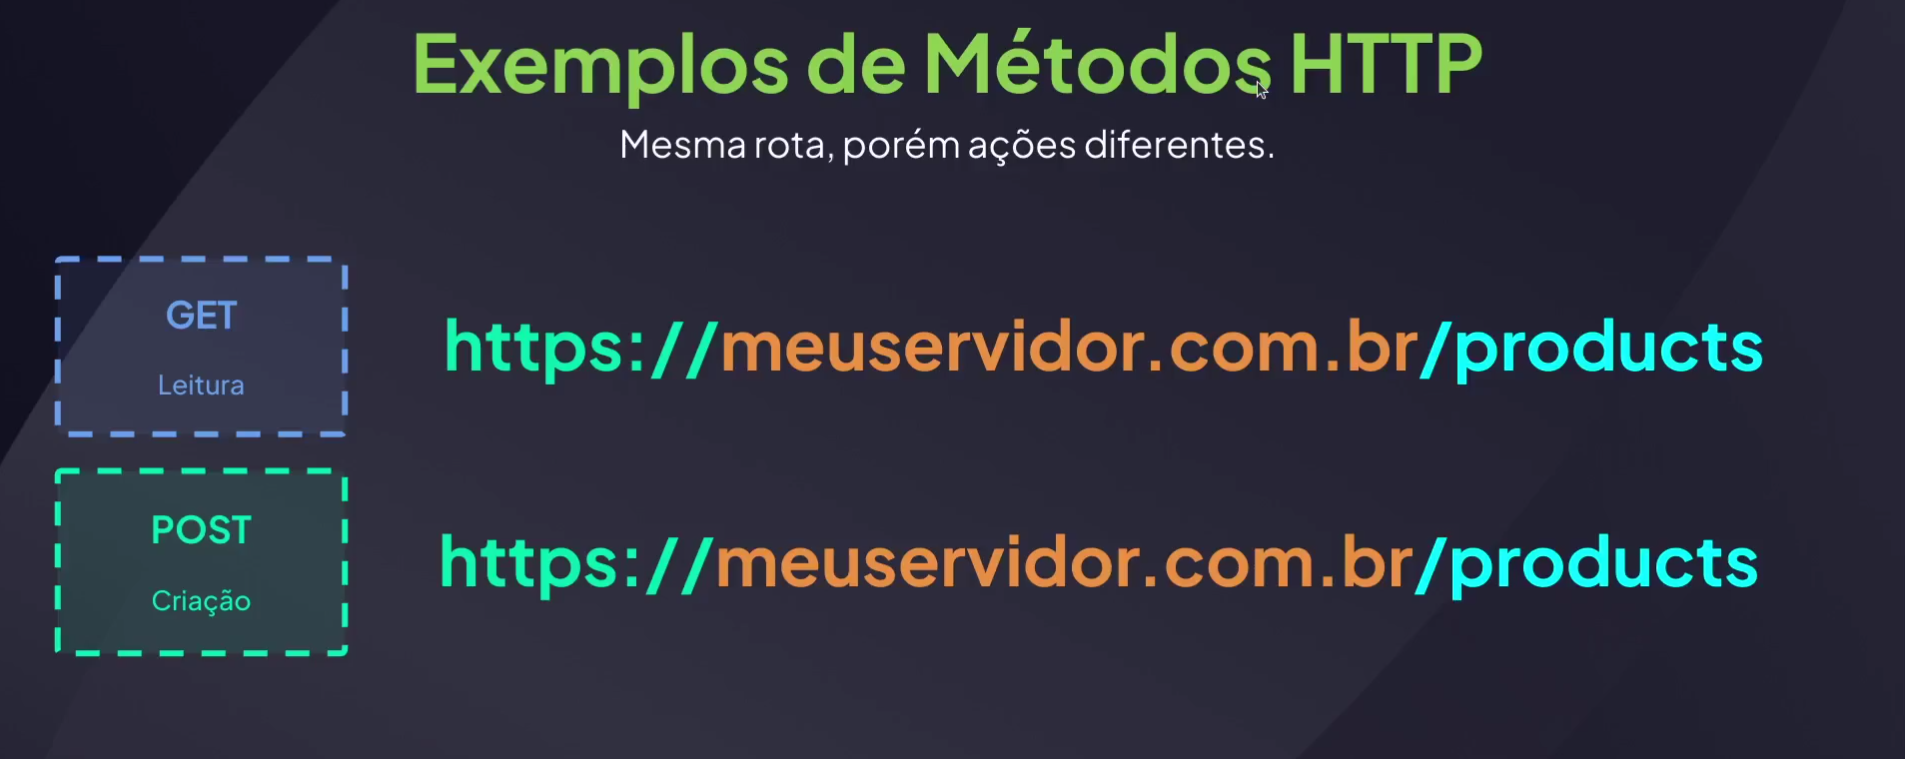 Exemplos de Métodos HTTP
Mesma rota, porém ações diferentes.
GET
Leitura
https://meuservidor.com.br/products
POST
Criação
https://meuservidor.com.br/products